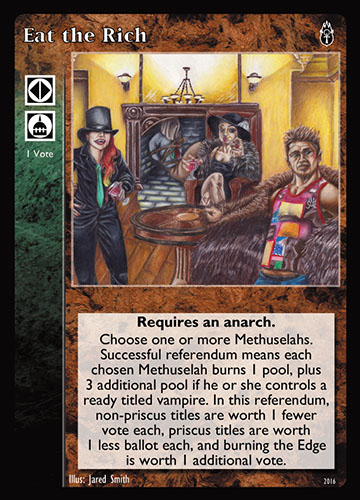 Eat the Rich
1 Vote
Requires an anarch.
Choose one or more Methuselahs.
Successful referendum means each
chosen Methuselah burns 1 pool, plus
3 additional pool if he or she controls a
ready titled vampire. In this referendum,
non-priscus titles are worth 1 fewer
vote each, priscus titles are worth
1 less ballot each, and burning the Edge
is worth 1 additional vote.
Illus: Jared Smith
2016